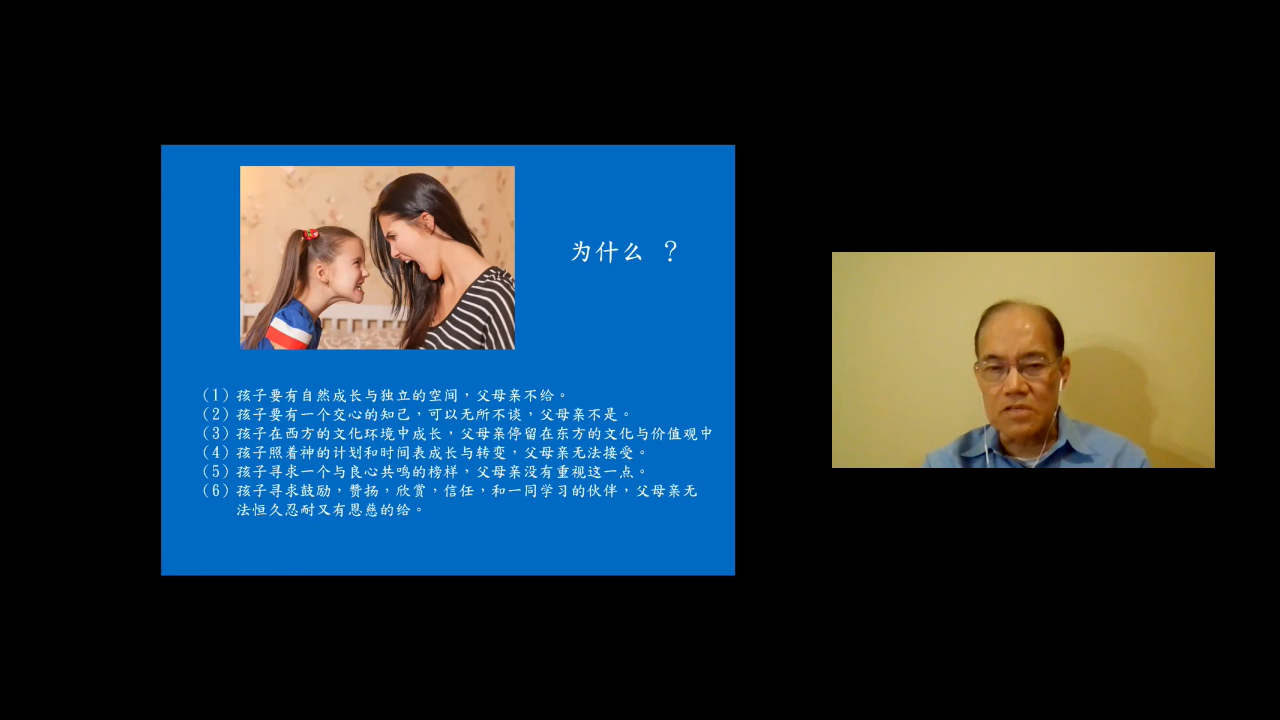 为什么 ？
（1）孩子要有自然成长与独立的空间，父母亲不给。
（2）孩子要有一个交心的知己，可以无所不谈，父母亲不是。
（3）孩子在西方的文化环境中成长，父母亲停留在东方的文化与价值观中
（4）孩子照着神的计划和时间表成长与转变，父母亲无法接受。
（5）孩子寻求一个与良心共鸣的榜样，父母亲没有重视这一点。
（6）孩子寻求鼓励，赞扬，欣赏，信任，和一同学习的伙伴，父母亲无
法恒久忍耐又有恩慈的给。